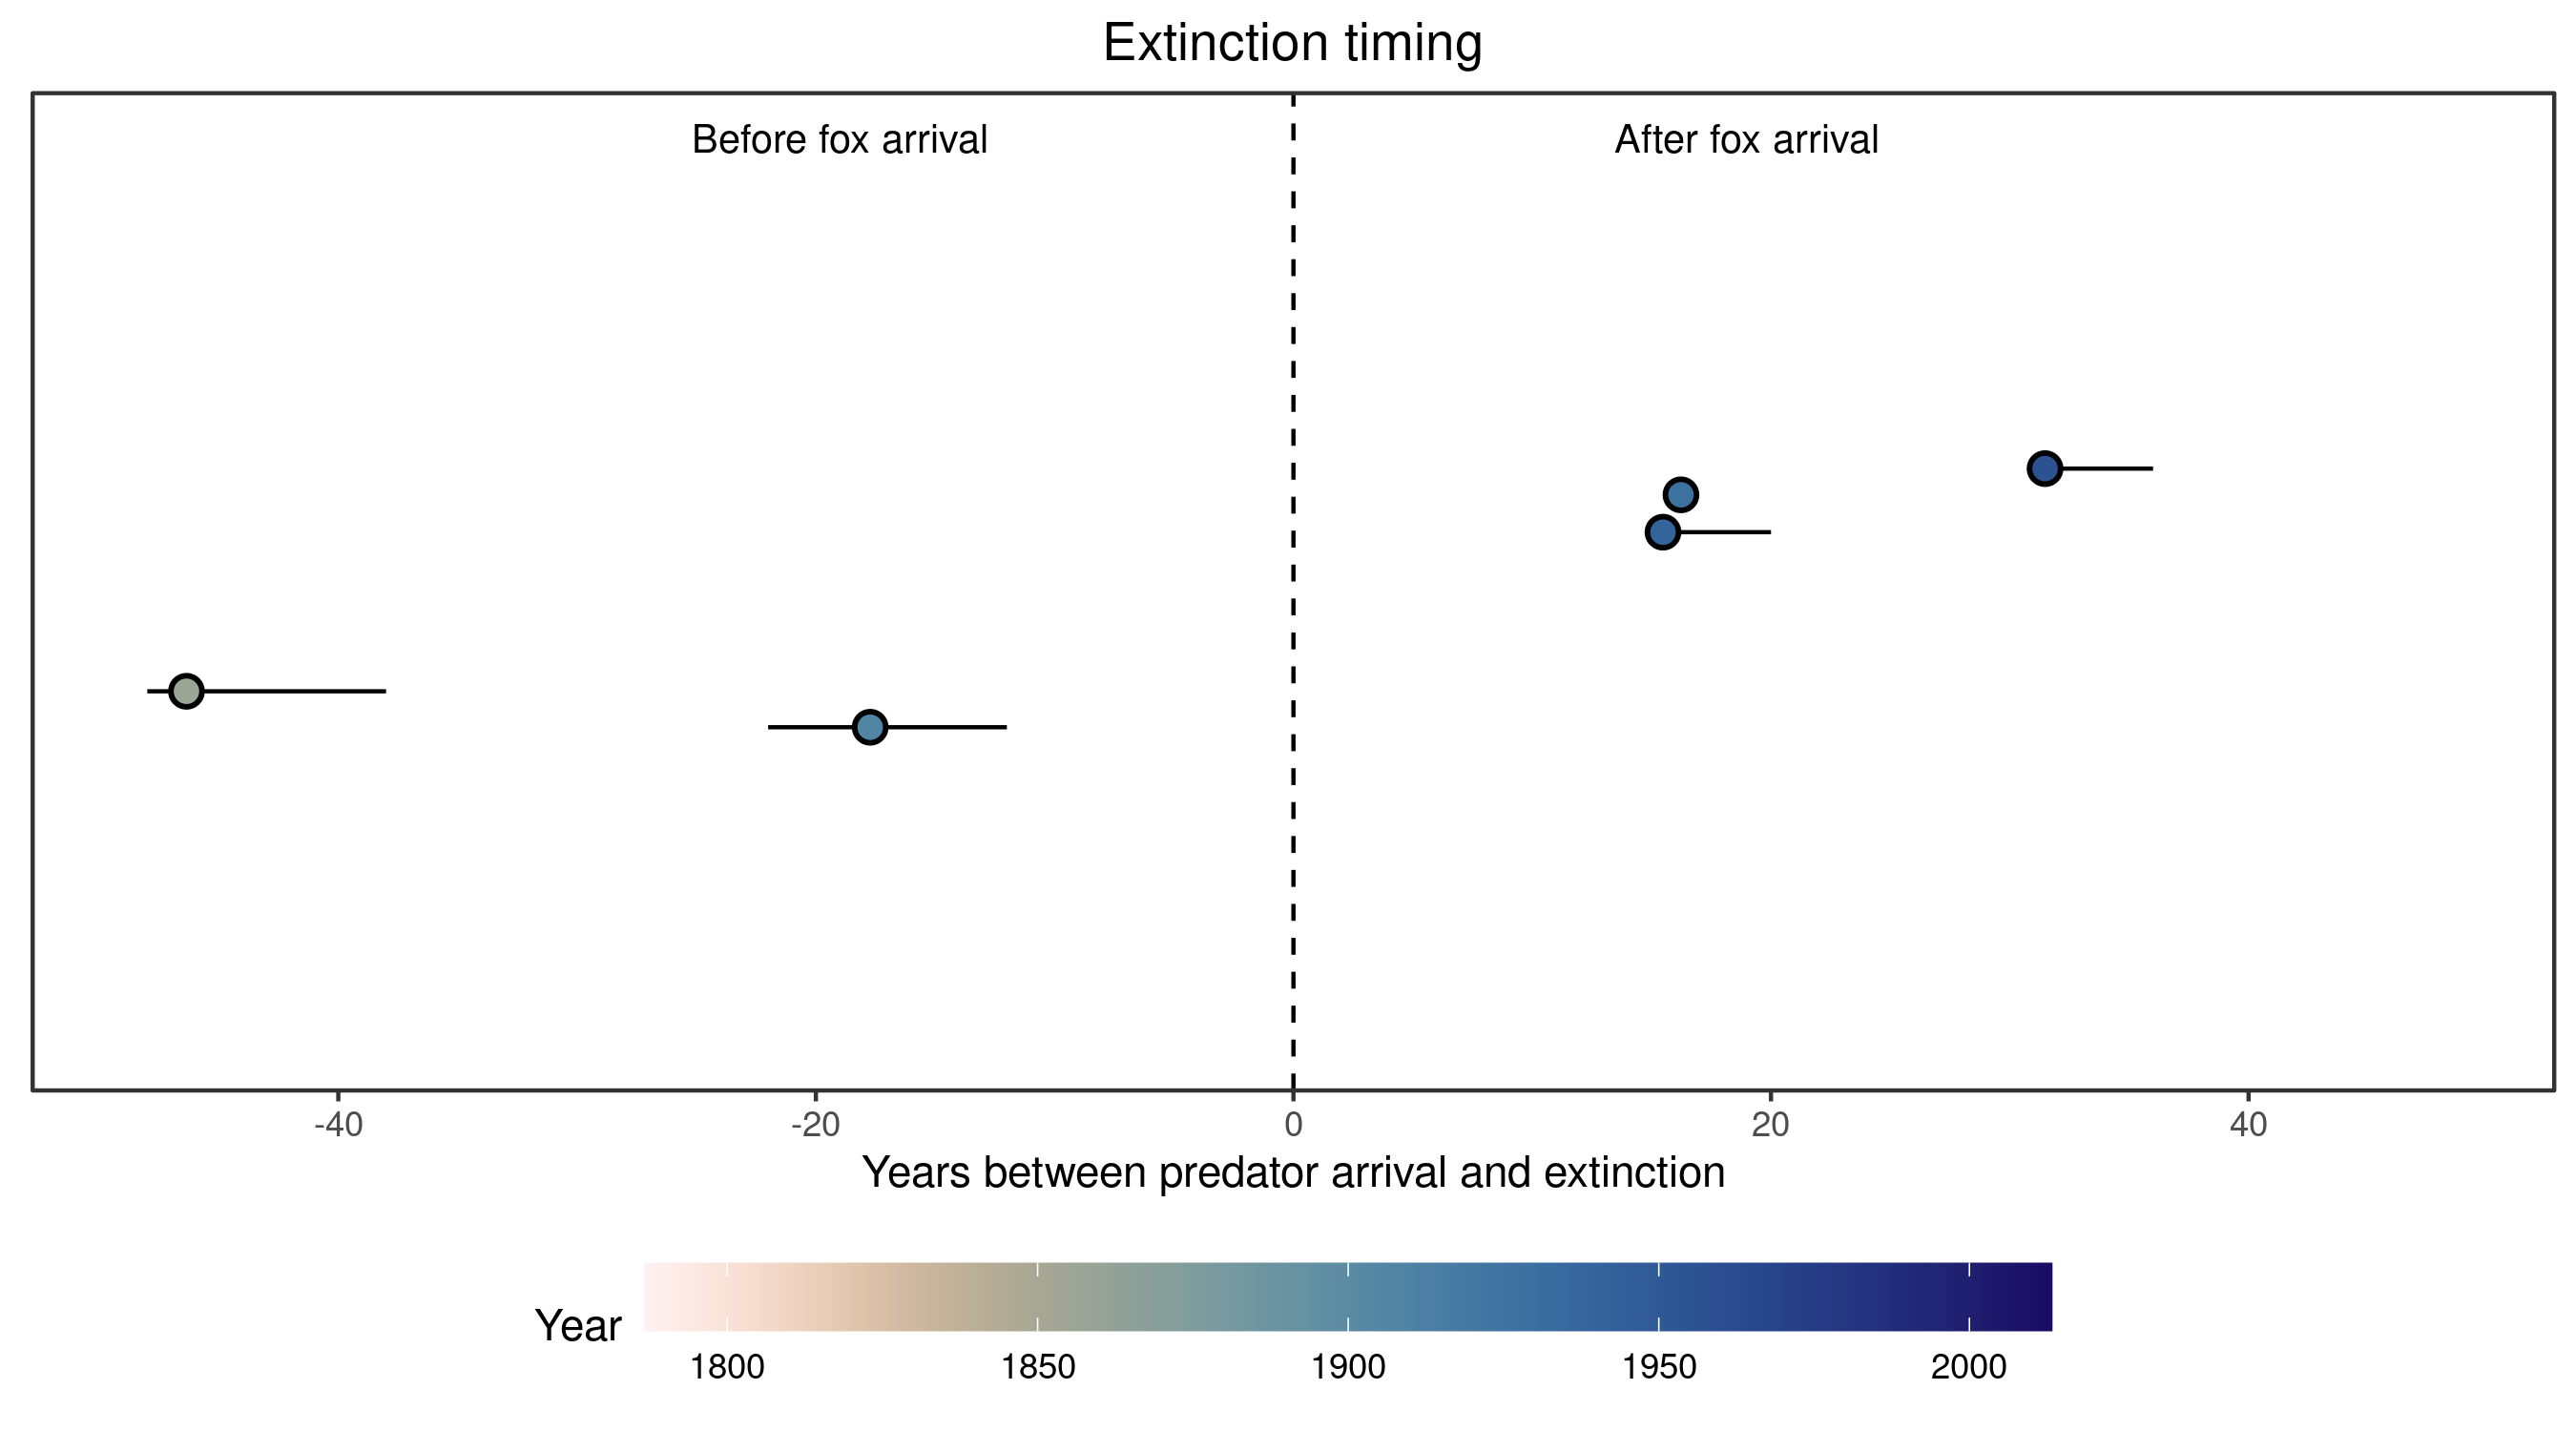 Extinction timing
Before fox arrival
After fox arrival
-40
-20
0
20
40
Years between predator arrival and extinction
Year
1800
1850
1900
1950
2000